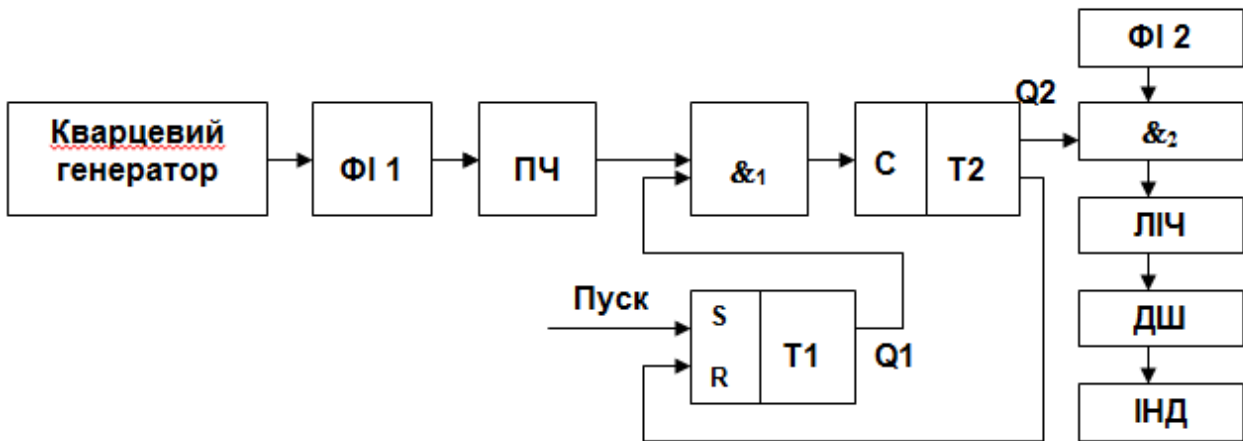 ФІ 2
Q2
Кварцевий
генератор
ФІ 1
ПЧ
&1
C
T2
&2
ЛІЧ
Пуск
S
R
T1
Q1
ДШ
ІНД